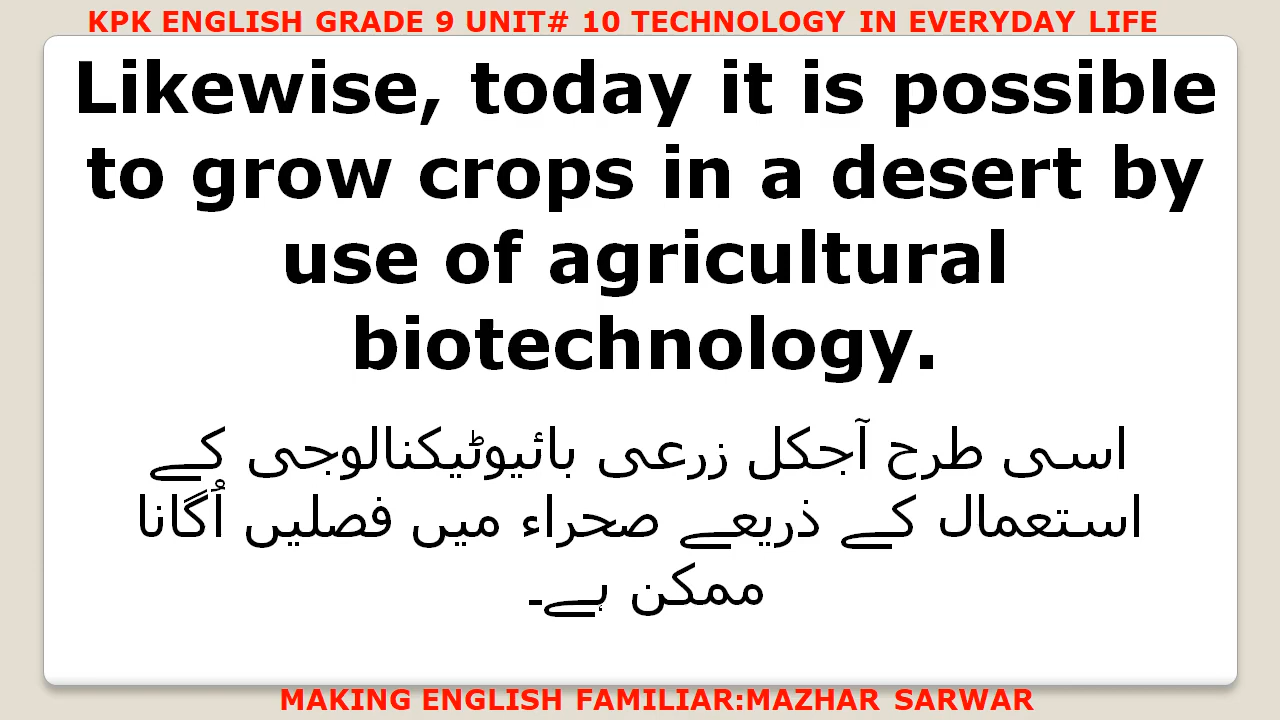 KPK ENGLISH GRADE 9 UNIT# 10 TECHNOLOGY IN EVERYDAY LIFE
Likewise, today it is possible
to grow crops in a desert by
use of agricultural
biotechnology.
اسی طرح آجکل زرعی بائیوٹیکنالوجی کے
استعمال کے ذریعے صحراء میں فصلیں اُگانا
ممکن ہے۔
MAKING ENGLISH FAMILIAR:MAZHAR SARWAR